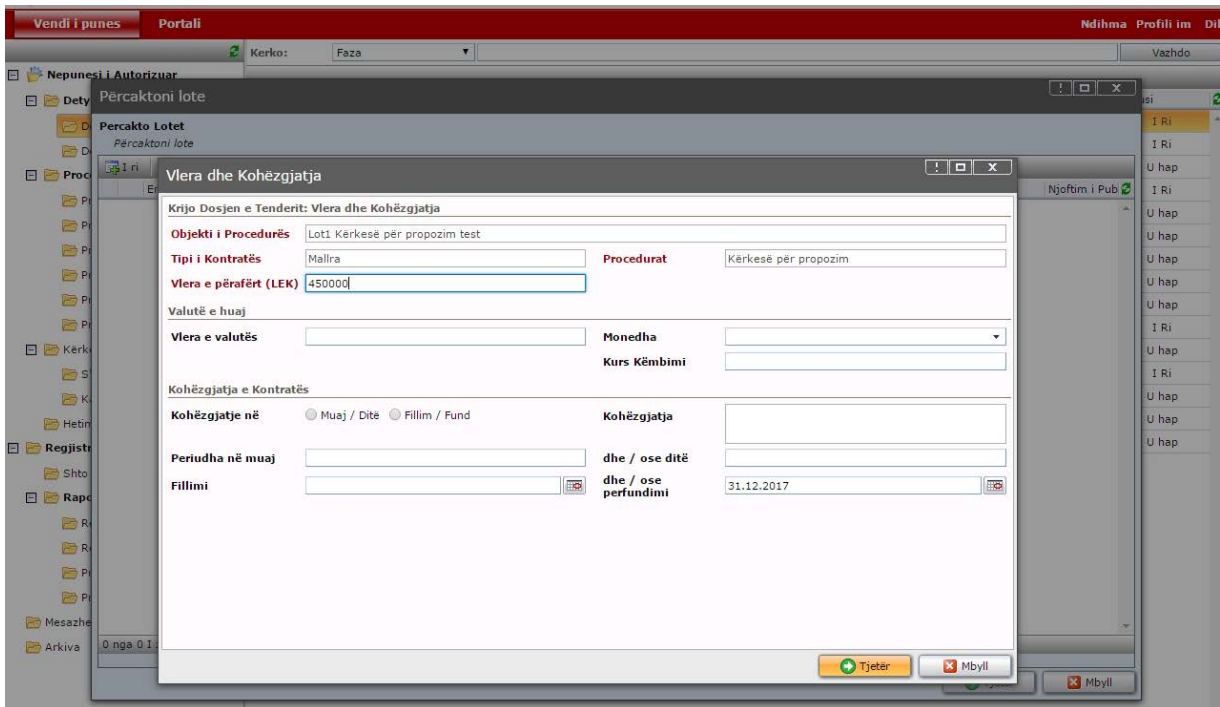 Vendi i punes Portali Ndihma Profili im
Kerko: Faza Vazhdo
Nepunesi i Autorizuar
Përcaktoni lote
Percakto Lotet I Ri
Përcaktoni lote I Ri
I ri U hap
Vlera dhe Kohëzgjatja
Njoftim i Pub I Ri
Krijo Dosjen e Tenderit: Vlera dhe Kohëzgjatja U hap
Objekti i Procedurës Lot1 Kërkesë për propozim test U hap
Tipi i Kontratës Mallra Procedurat Kërkesë për propozim U hap
Vlera e përafërt (LEK) 450000 U hap
Valutë e huaj U hap
Vlera e valutës Monedha I Ri
Kurs Këmbimi U hap
I Ri
Kohëzgjatja e Kontratës U hap
Kohëzgjatje në Muaj / Ditë Fillim / Fund Kohëzgjatja U hap
Hetim U hap
Periudha në muaj dhe / ose ditë
Shto
Fillimi dhe / ose
perfundimi 31.12.2017
Mesazhe
Arkiva 0 nga 0 I
Tjetër Mbyll
Mbyll